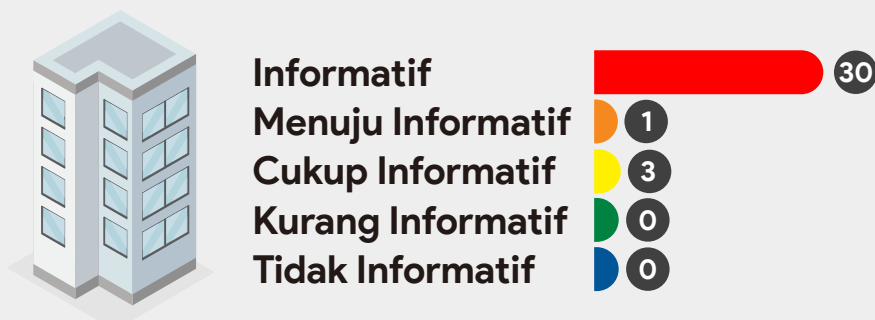 Informatif 30
Menuju Informatif 1
Cukup Informatif 3
Kurang Informatif 0
Tidak Informatif 0